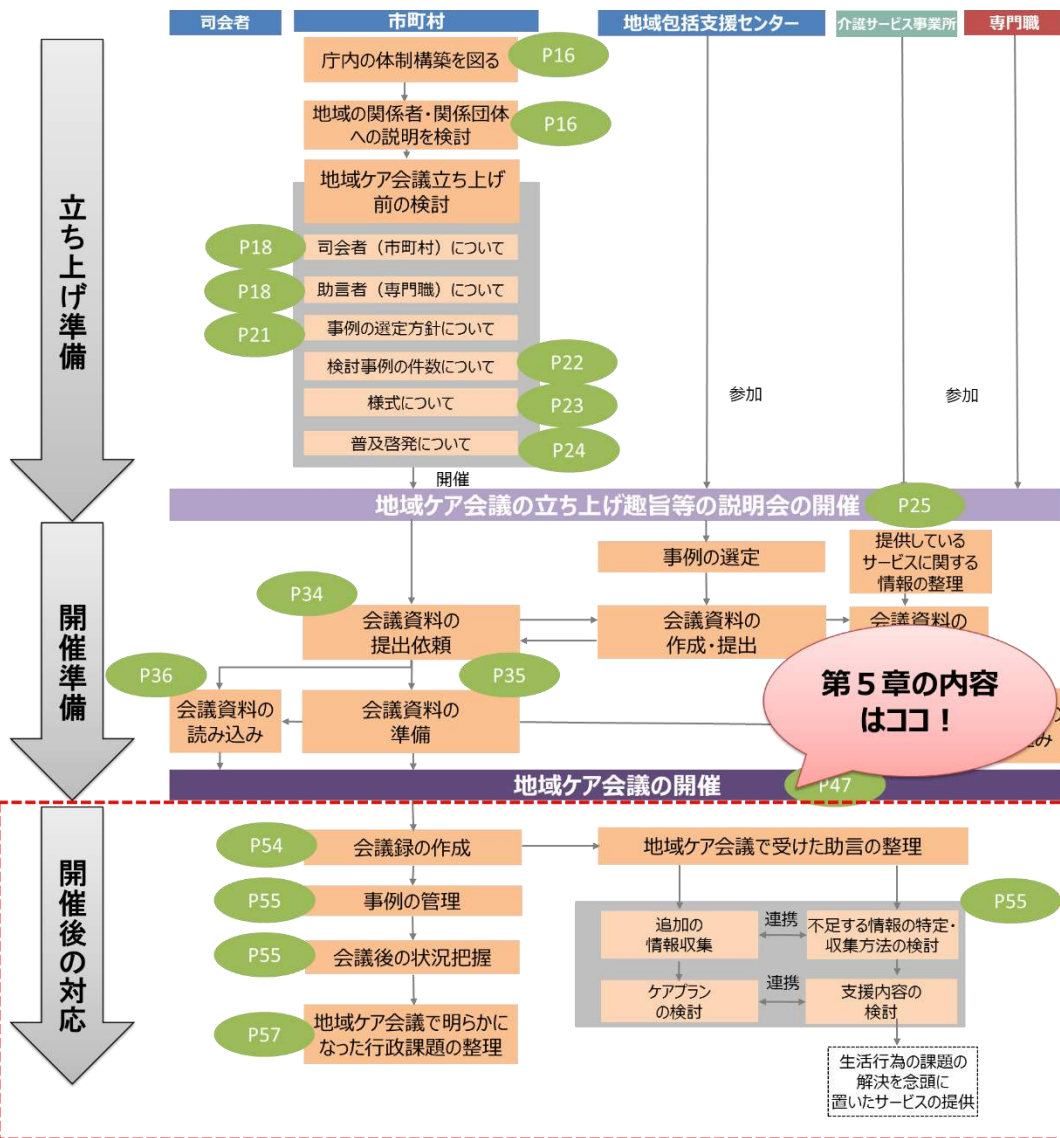 司会者
市町村
地域包括支援センター
介護サービス事業所
専門職
立ち上げ準備
庁内の体制構築を図る
P16
地域の関係者・関係団体
への説明を検討
P16
地域ケア会議立ち上げ
前の検討
P18
司会者（市町村）について
P18
助言者（専門職）について
P21
事例の選定方針について
検討事例の件数について
P22
様式について
P23
普及啓発について
P24
参加
参加
開催
地域ケア会議の立ち上げ趣旨等の説明会の開催
P25
開催準備
事例の選定
提供している
サービスに関する
情報の整理
P34
会議資料の
提出依頼
会議資料の
作成・提出
会議資料の
P36
P35
会議資料の
読み込み
会議資料の
準備
第５章の内容
はココ！
み
地域ケア会議の開催
P47
開催後の対応
P54
会議録の作成
地域ケア会議で受けた助言の整理
P55
事例の管理
P55
追加の
情報収集
連携
不足する情報の特定・
収集方法の検討
P55
会議後の状況把握
ケアプラン
の検討
連携
支援内容の
検討
P57
地域ケア会議で明らかに
なった行政課題の整理
生活行為の課題の
解決を念頭に
置いたサービスの提供